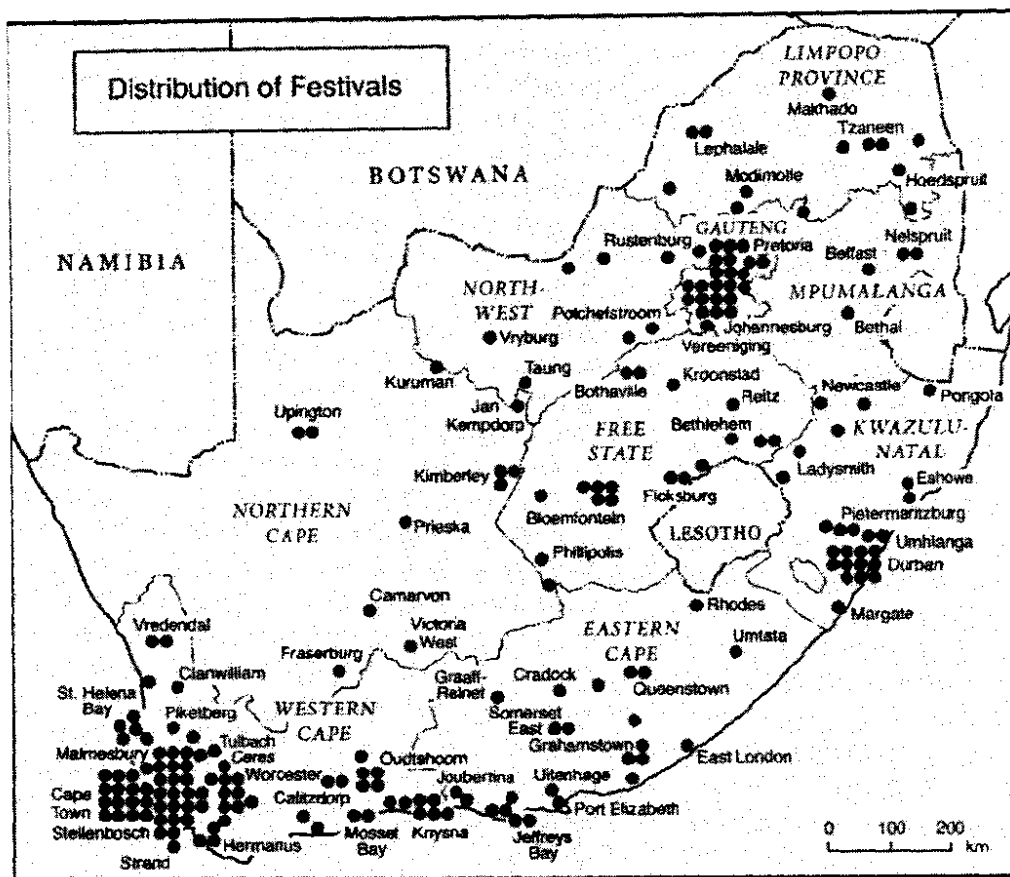 Distribution of Festivals
LIMPOPO
PROVINCE
Makhado
Tzaneen
Lephalale
BOTSWANA
Modimolle
Hoedspruit
GAUTENG
Rustenburg
Pretoria
Nelspruit
Belfast
NAMIBIA
NORTH-
WEST
MPUMALANGA
Potchefstroom
Johannesburg
Bethal
Vryburg
Vereeniging
Taung
Kuruman
Kroonstad
Bothaville
Newcastle
Pongola
Jan
Kempdorp
Reitz
Upington
FREE
STATE
Bethlehem
KWAZULU-
NATAL
Ladysmith
Kimberley
Eshowe
Ficksburg
NORTHERN
CAPE
Prieska
Bloemfontein
Pietermaritzburg
LESOTHO
Umhlanga
Phillipolis
Durban
Carnarvon
Rhodes
Margate
Vredendal
Victoria
West
EASTERN
CAPE
Umtata
Fraserburg
Clanwilliam
Graaff-
Reinet
Cradock
Queenstown
St. Helena
Bay
Piketberg
WESTERN
CAPE
Somerset
East
Malmesbury
Tulbach
Ceres
Oudtshoorn
Grahamstown
East London
Worcester
Joubertina
Uitenhage
Cape
Town
Calitzdorp
Port Elizabeth
Stellenbosch
Mossel
Bay
Knysna
Jeffreys
Bay
Hermanus
Strand
0 100 200
km